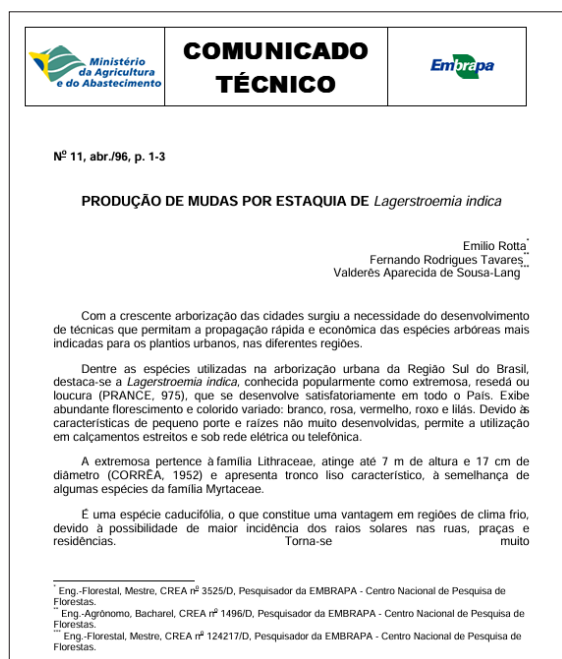 Ministério
da Agricultura
e do Abastecimento
COMUNICADO
TÉCNICO
Embrapa
Nº 11, abr./96, p. 1-3
PRODUÇÃO DE MUDAS POR ESTAQUIA DE Lagerstroemia indica
Emilio Rotta*
Fernando Rodrigues Tavares**
Valderês Aparecida de Sousa-Lang***
Com a crescente arborização das cidades surgiu a necessidade do desenvolvimento
de técnicas que permitam a propagação rápida e econômica das espécies arbóreas mais
indicadas para os plantios urbanos, nas diferentes regiões.
Dentre as espécies utilizadas na arborização urbana da Região Sul do Brasil,
destaca-se a Lagerstroemia indica, conhecida popularmente como extremosa, resedá ou
loucura (PRANCE, 975), que se desenvolve satisfatoriamente em todo o País. Exibe
abundante florescimento e colorido variado: branco, rosa, vermelho, roxo e lilás. Devido às
características de pequeno porte e raízes não muito desenvolvidas, permite a utilização
em calçamentos estreitos e sob rede elétrica ou telefônica.
A extremosa pertence à família Lithraceae, atinge até 7 m de altura e 17 cm de
diâmetro (CORRÊA, 1952) e apresenta tronco liso característico, à semelhança de
algumas espécies da família Myrtaceae.
É uma espécie caducifólia, o que constitue uma vantagem em regiões de clima frio,
devido à possibilidade de maior incidência dos raios solares nas ruas, praças e
residências. Torna-se muito
* Eng.-Florestal, Mestre, CREA nº 3525/D, Pesquisador da EMBRAPA - Centro Nacional de Pesquisa de
Florestas.
** Eng.-Agrônomo, Bacharel, CREA nº 1496/D, Pesquisador da EMBRAPA - Centro Nacional de Pesquisa de
Florestas.
*** Eng.-Florestal, Mestre, CREA nº 124217/D, Pesquisador da EMBRAPA - Centro Nacional de Pesquisa de
Florestas.